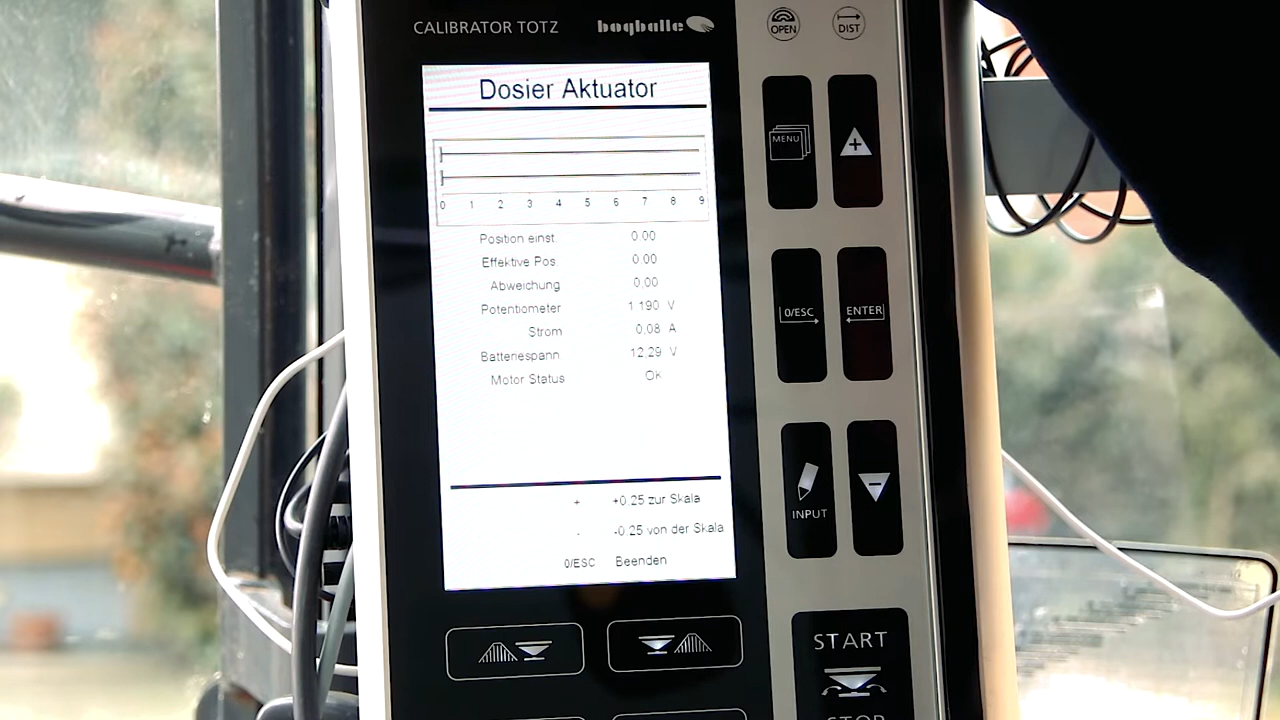 CALIBRATOR TOTZ bogballe
OPEN DIST
Dosier Aktuator
0 1 2 3 4 5 6 7 8 9
Position einst. 0.00
Effektive Pos. 0.00
Abweichung 0.00
Potentiometer 1.190 V
Strom 0.08 A
Batteriespann. 12.29 V
Motor Status OK
+ +0.25 zur Skala
- -0.25 von der Skala
0/ESC Beenden
MENU +
0/ESC ENTER
INPUT -
START
STOP